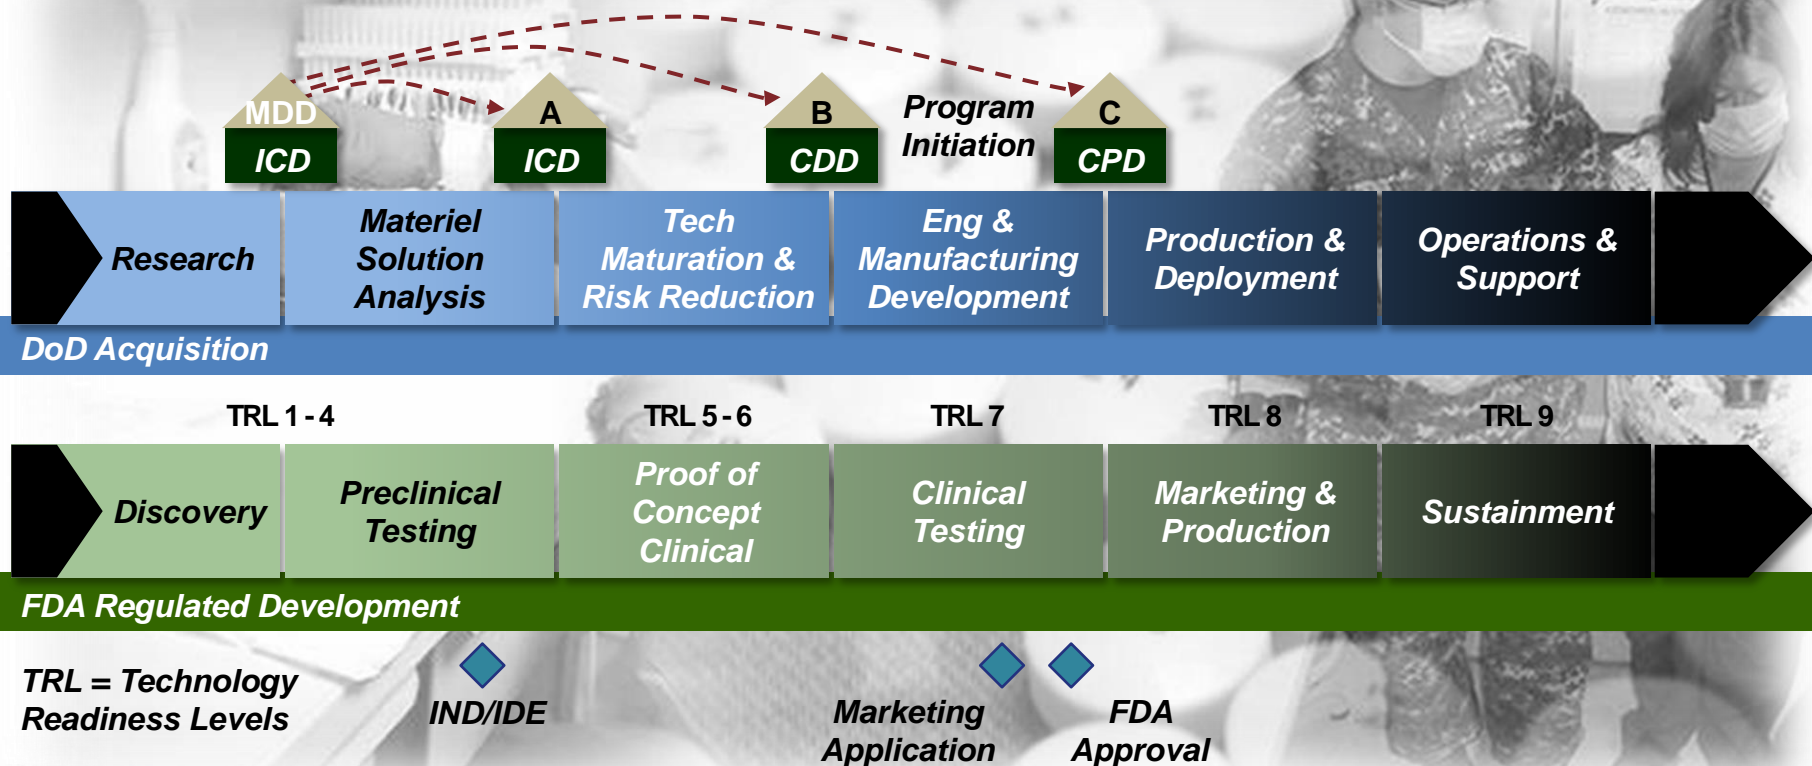 MDD
ICD
A
ICD
B
CDD
Program
Initiation
C
CPD
Research
Materiel
Solution
Analysis
Tech
Maturation &
Risk Reduction
Eng &
Manufacturing
Development
Production &
Deployment
Operations &
Support
DoD Acquisition
TRL 1 - 4
TRL 5 - 6
TRL 7
TRL 8
TRL 9
Discovery
Preclinical
Testing
Proof of
Concept
Clinical
Clinical
Testing
Marketing &
Production
Sustainment
FDA Regulated Development
TRL = Technology
Readiness Levels
IND/IDE
Marketing
Application
FDA
Approval